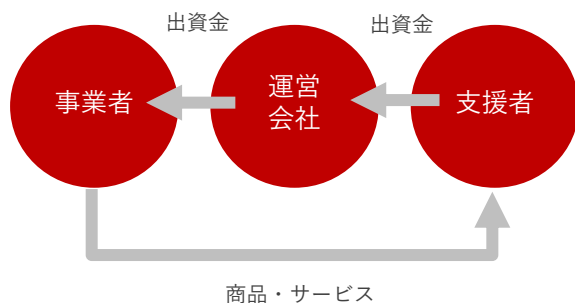 出資金
出資金
事業者
運営
会社
支援者
商品・サービス